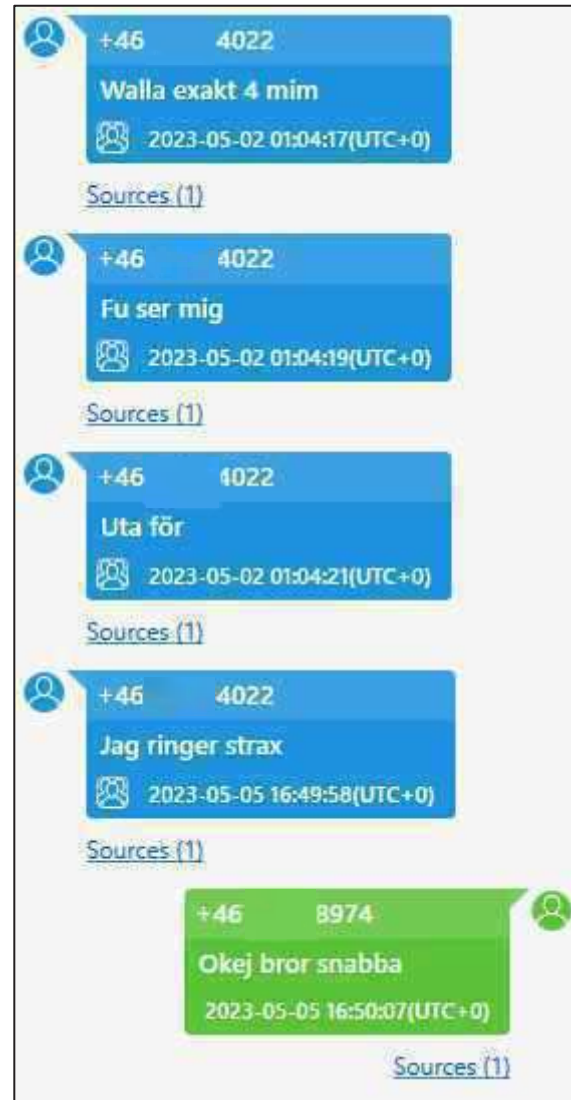 +46 4022
Walla exakt 4 mim
2023-05-02 01:04:17(UTC+0)
Sources (1)
+46 4022
Fu ser mig
2023-05-02 01:04:19(UTC+0)
Sources (1)
+46 4022
Uta för
2023-05-02 01:04:21(UTC+0)
Sources (1)
+46 4022
Jag ringer strax
2023-05-05 16:49:58(UTC+0)
Sources (1)
+46 8974
Okej bror snabba
2023-05-05 16:50:07(UTC+0)
Sources (1)